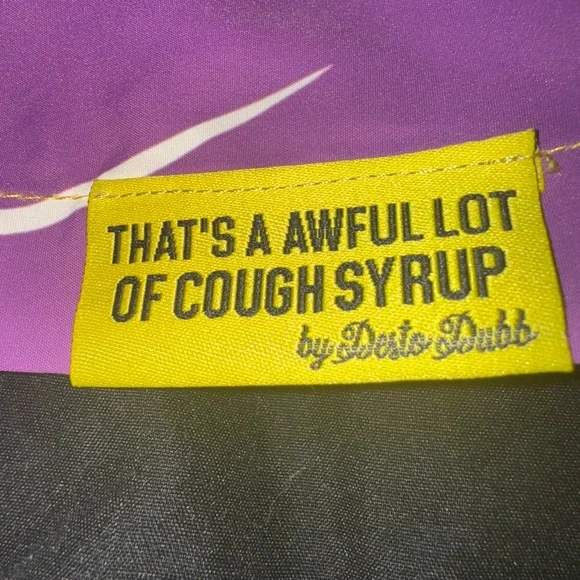 THAT'S A AWFUL LOT
OF COUGH SYRUP
by Desto Dubb